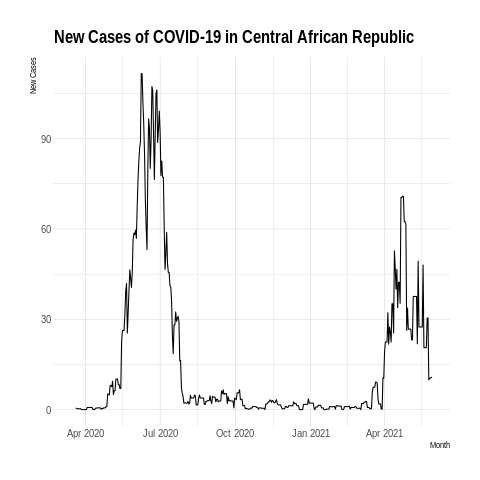 New Cases of COVID-19 in Central African Republic
New Cases
90
60
30
0
Apr 2020 Jul 2020 Oct 2020 Jan 2021 Apr 2021
Month